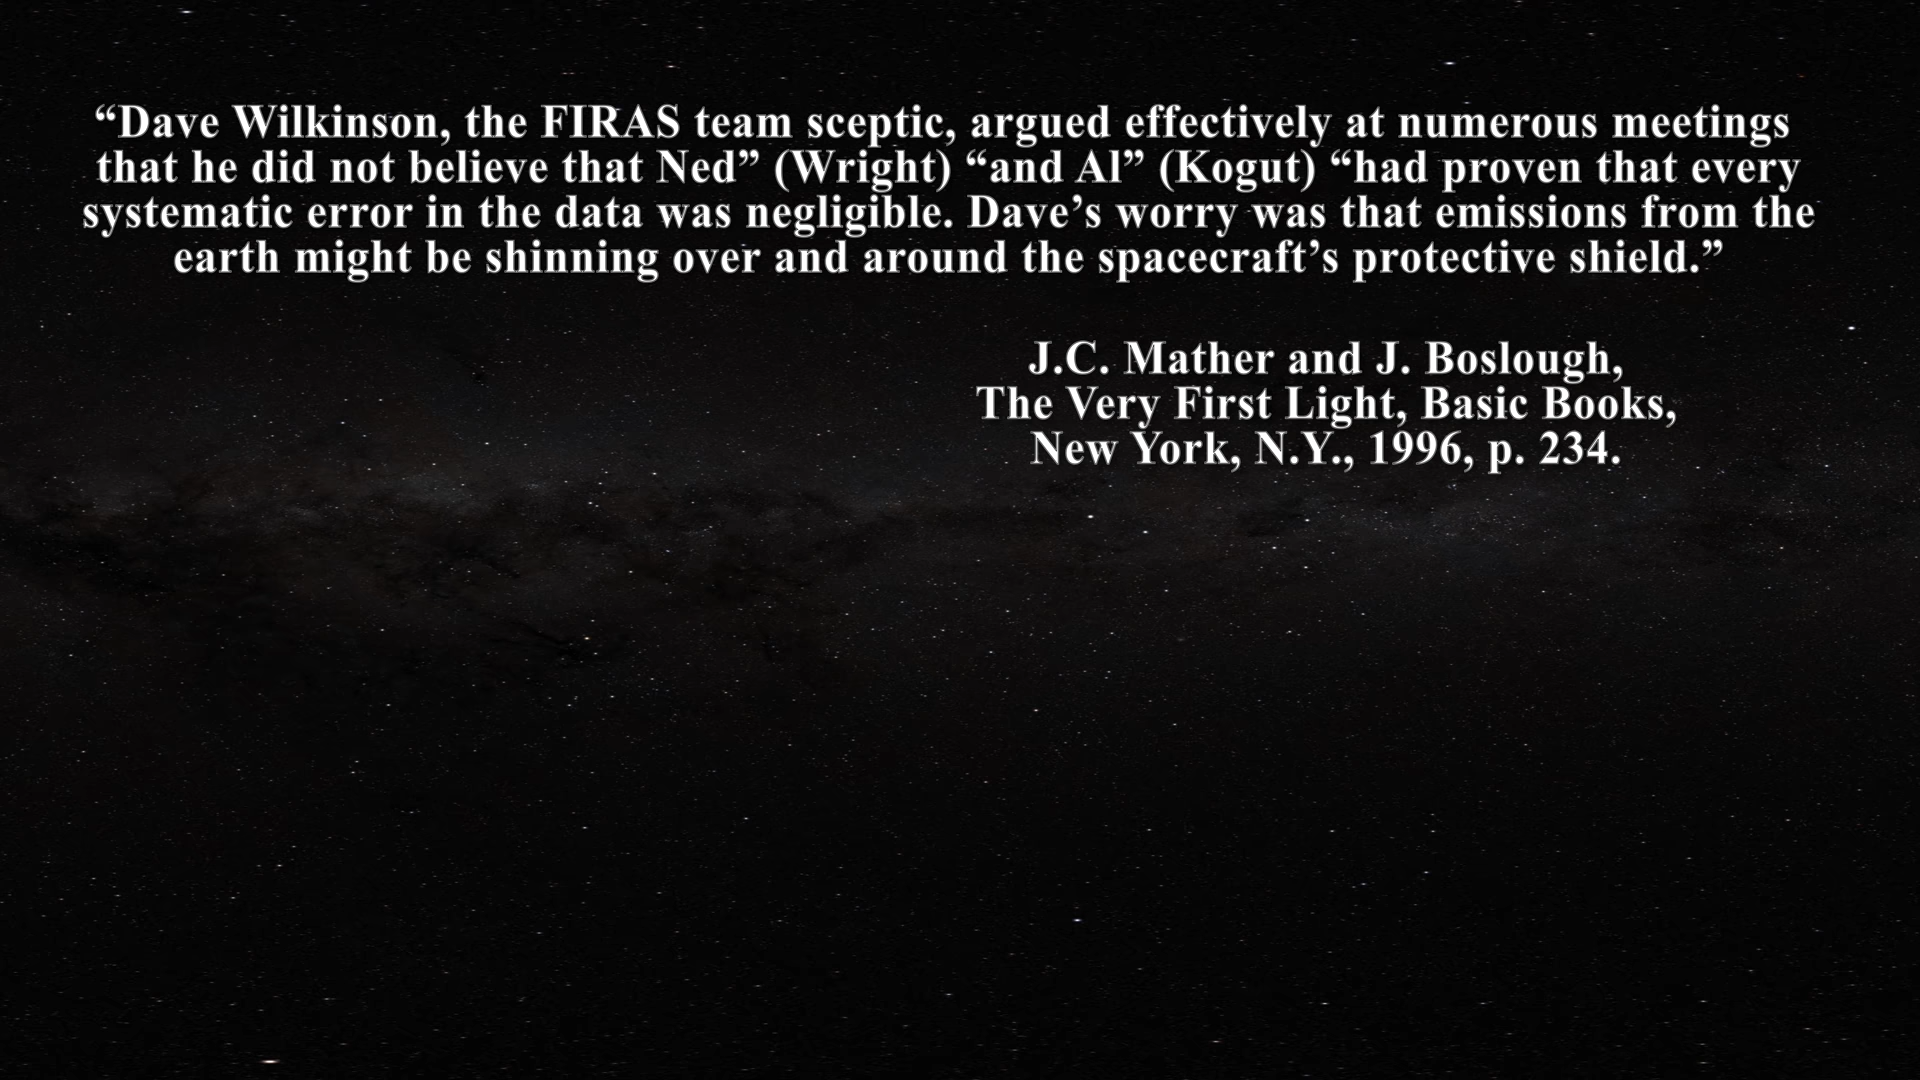 “Dave Wilkinson, the FIRAS team sceptic, argued effectively at numerous meetings
that he did not believe that Ned” (Wright) “and Al” (Kogut) “had proven that every
systematic error in the data was negligible. Dave’s worry was that emissions from the
earth might be shinning over and around the spacecraft’s protective shield.”
J.C. Mather and J. Boslough,
The Very First Light, Basic Books,
New York, N.Y., 1996, p. 234.